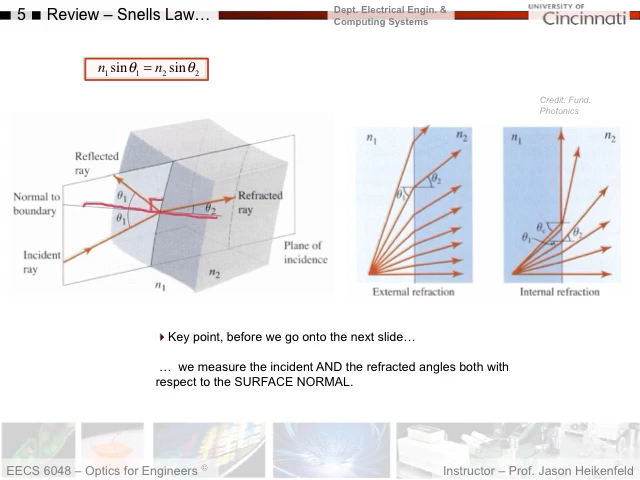 5 ■ Review – Snells Law…
Dept. Electrical Engin. &
Computing Systems
UNIVERSITY OF
Cincinnati
n₁ sin θ₁ = n₂ sin θ₂
Credit: Fund.
Photonics
Reflected
ray
Normal to
boundary
Incident
ray
θ₁
θ₁
θ₂
Refracted
ray
Plane of
incidence
n₁
n₂
n₁
n₂
θ₂
θ₁
External refraction
n₁
n₂
θc
θ₁
θ₂
Internal refraction
Key point, before we go onto the next slide…
… we measure the incident AND the refracted angles both with
respect to the SURFACE NORMAL.
EECS 6048 – Optics for Engineers ©
Instructor – Prof. Jason Heikenfeld